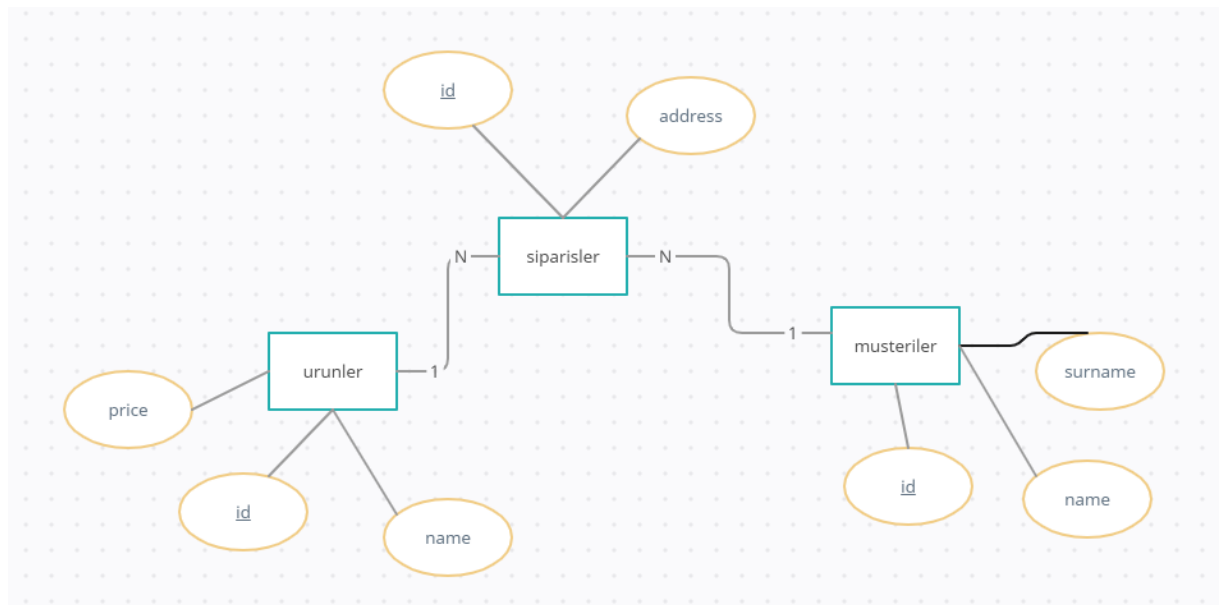 id
address
N
siparisler
N
1
musteriler
surname
urunler
1
price
id
name
id
name